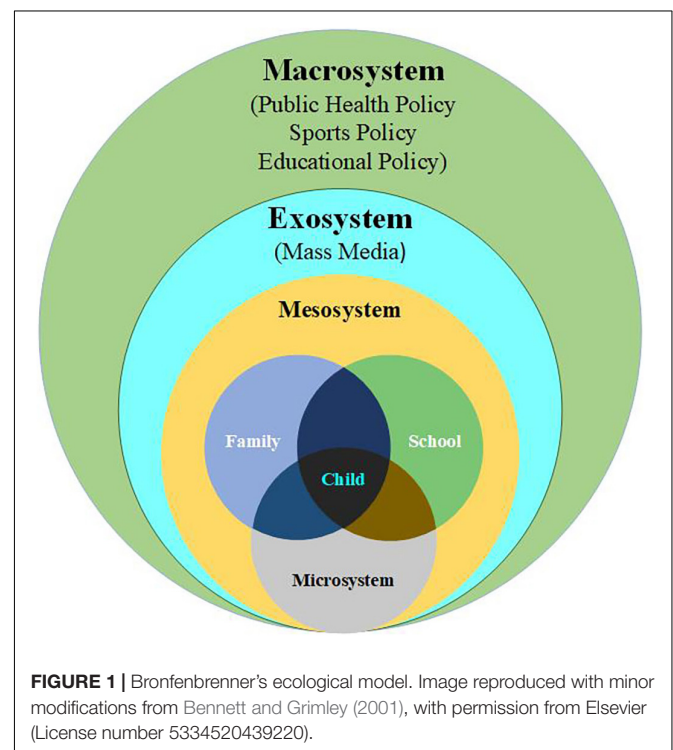 Macrosystem
(Public Health Policy
Sports Policy
Educational Policy)
Exosystem
(Mass Media)
Mesosystem
Family
School
Child
Microsystem
FIGURE 1 | Bronfenbrenner's ecological model. Image reproduced with minor
modifications from Bennett and Grimley (2001), with permission from Elsevier
(License number 5334520439220).